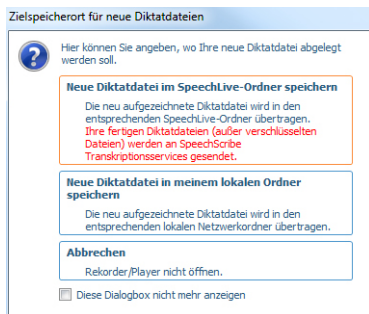 Zielspeicherort für neue Diktatdateien
Hier können Sie angeben, wo Ihre neue Diktatdatei abgelegt
werden soll.
Neue Diktatdatei im SpeechLive-Ordner speichern
Die neu aufgezeichnete Diktatdatei wird in den
entsprechenden SpeechLive-Ordner übertragen.
Ihre fertigen Diktatdateien (außer verschlüsselten
Dateien) werden an SpeechScribe
Transkriptionsservices gesendet.
Neue Diktatdatei in meinem lokalen Ordner
speichern
Die neu aufgezeichnete Diktatdatei wird in den
entsprechenden lokalen Netzwerkordner übertragen.
Abbrechen
Rekorder/Player nicht öffnen.
Diese Dialogbox nicht mehr anzeigen